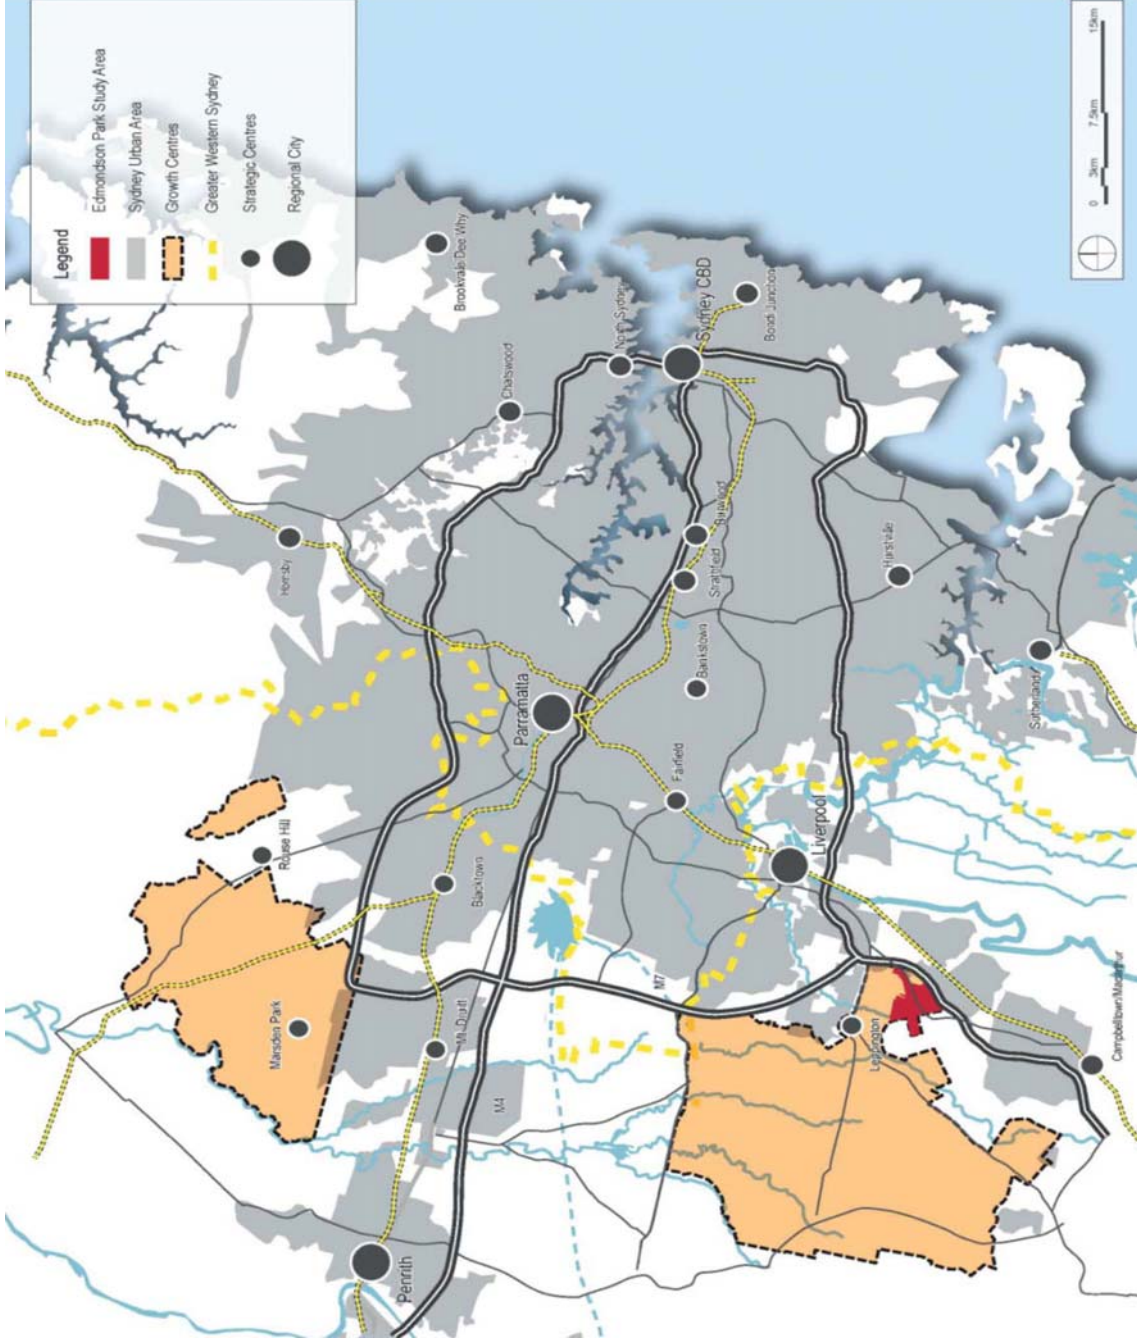 Legend
Edmondson Park Study Area
Sydney Urban Area
Growth Centres
Greater Western Sydney
Strategic Centres
Regional City
0 3km 7.5km 15km
Penrith
Marsden Park
Mt Druitt
M4
Rouse Hill
Blacktown
M7
Leppington
Campbelltown/Macarthur
Hornsby
Parramatta
Fairfield
Liverpool
Bankstown
Strathfield
Burwood
Hurstville
Sutherland
Chatswood
North Sydney
Sydney CBD
Brookvale Dee Why
Bondi Junction